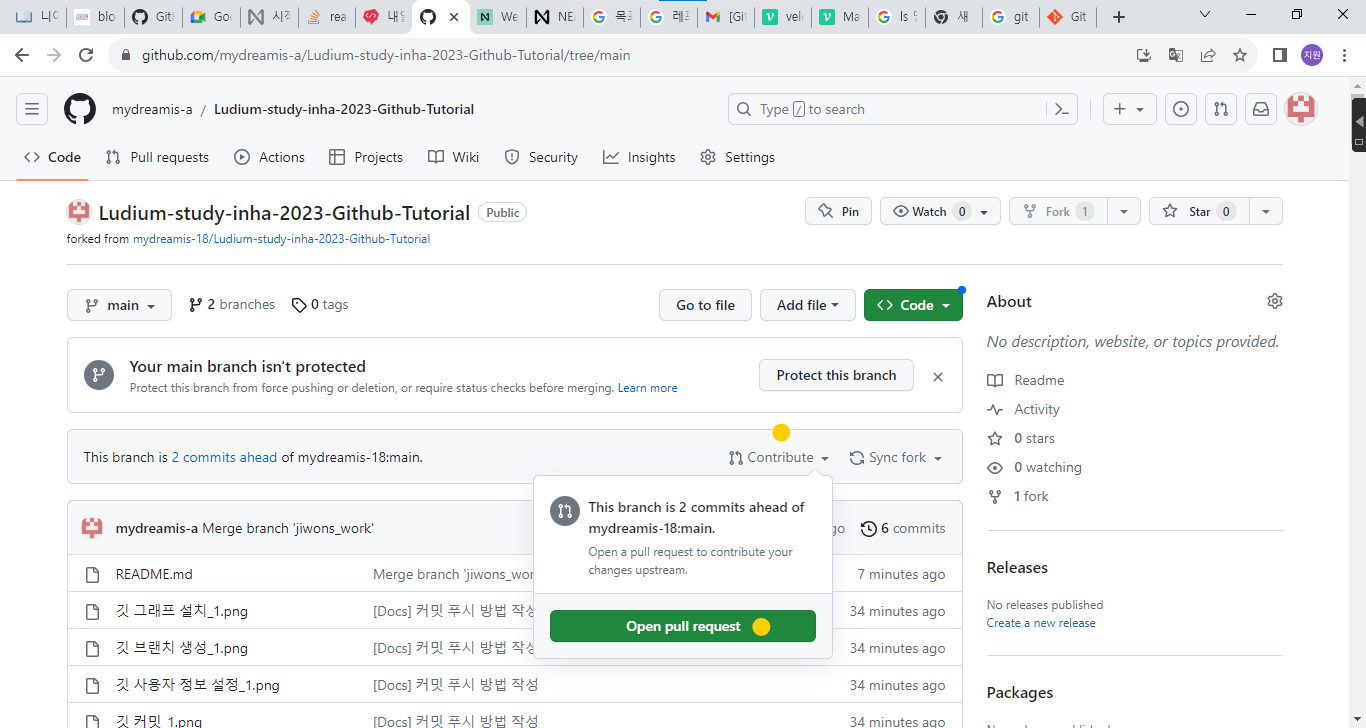 blo
Gith
Goo
rea
We
NEA
[Git
velo
Ma
새
git
Git
github.com/mydreamis-a/Ludium-study-inha-2023-Github-Tutorial/tree/main
지원
mydreamis-a / Ludium-study-inha-2023-Github-Tutorial
Type / to search
Code Pull requests Actions Projects Wiki Security Insights Settings
Ludium-study-inha-2023-Github-Tutorial Public
Pin Watch 0 Fork 1 Star 0
forked from mydreamis-18/Ludium-study-inha-2023-Github-Tutorial
main 2 branches 0 tags Go to file Add file Code
Your main branch isn't protected
Protect this branch from force pushing or deletion, or require status checks before merging. Learn more
Protect this branch
This branch is 2 commits ahead of mydreamis-18:main.
Contribute Sync fork
This branch is 2 commits ahead of
mydreamis-18:main.
Open a pull request to contribute your
changes upstream.
Open pull request
mydreamis-a Merge branch 'jiwons_work' go 6 commits
README.md Merge branch 'jiwons_wor 7 minutes ago
깃 그래프 설치_1.png [Docs] 커밋 푸시 방법 작성 34 minutes ago
깃 브랜치 생성_1.png [Docs] 커밋 푸시 방법 작성 34 minutes ago
깃 사용자 정보 설정_1.png [Docs] 커밋 푸시 방법 작성 34 minutes ago
깃 커밋_1.png [Docs] 커밋 푸시 방법 작성 34 minutes ago
About
No description, website, or topics provided.
Readme
Activity
0 stars
0 watching
1 fork
Releases
No releases published
Create a new release
Packages